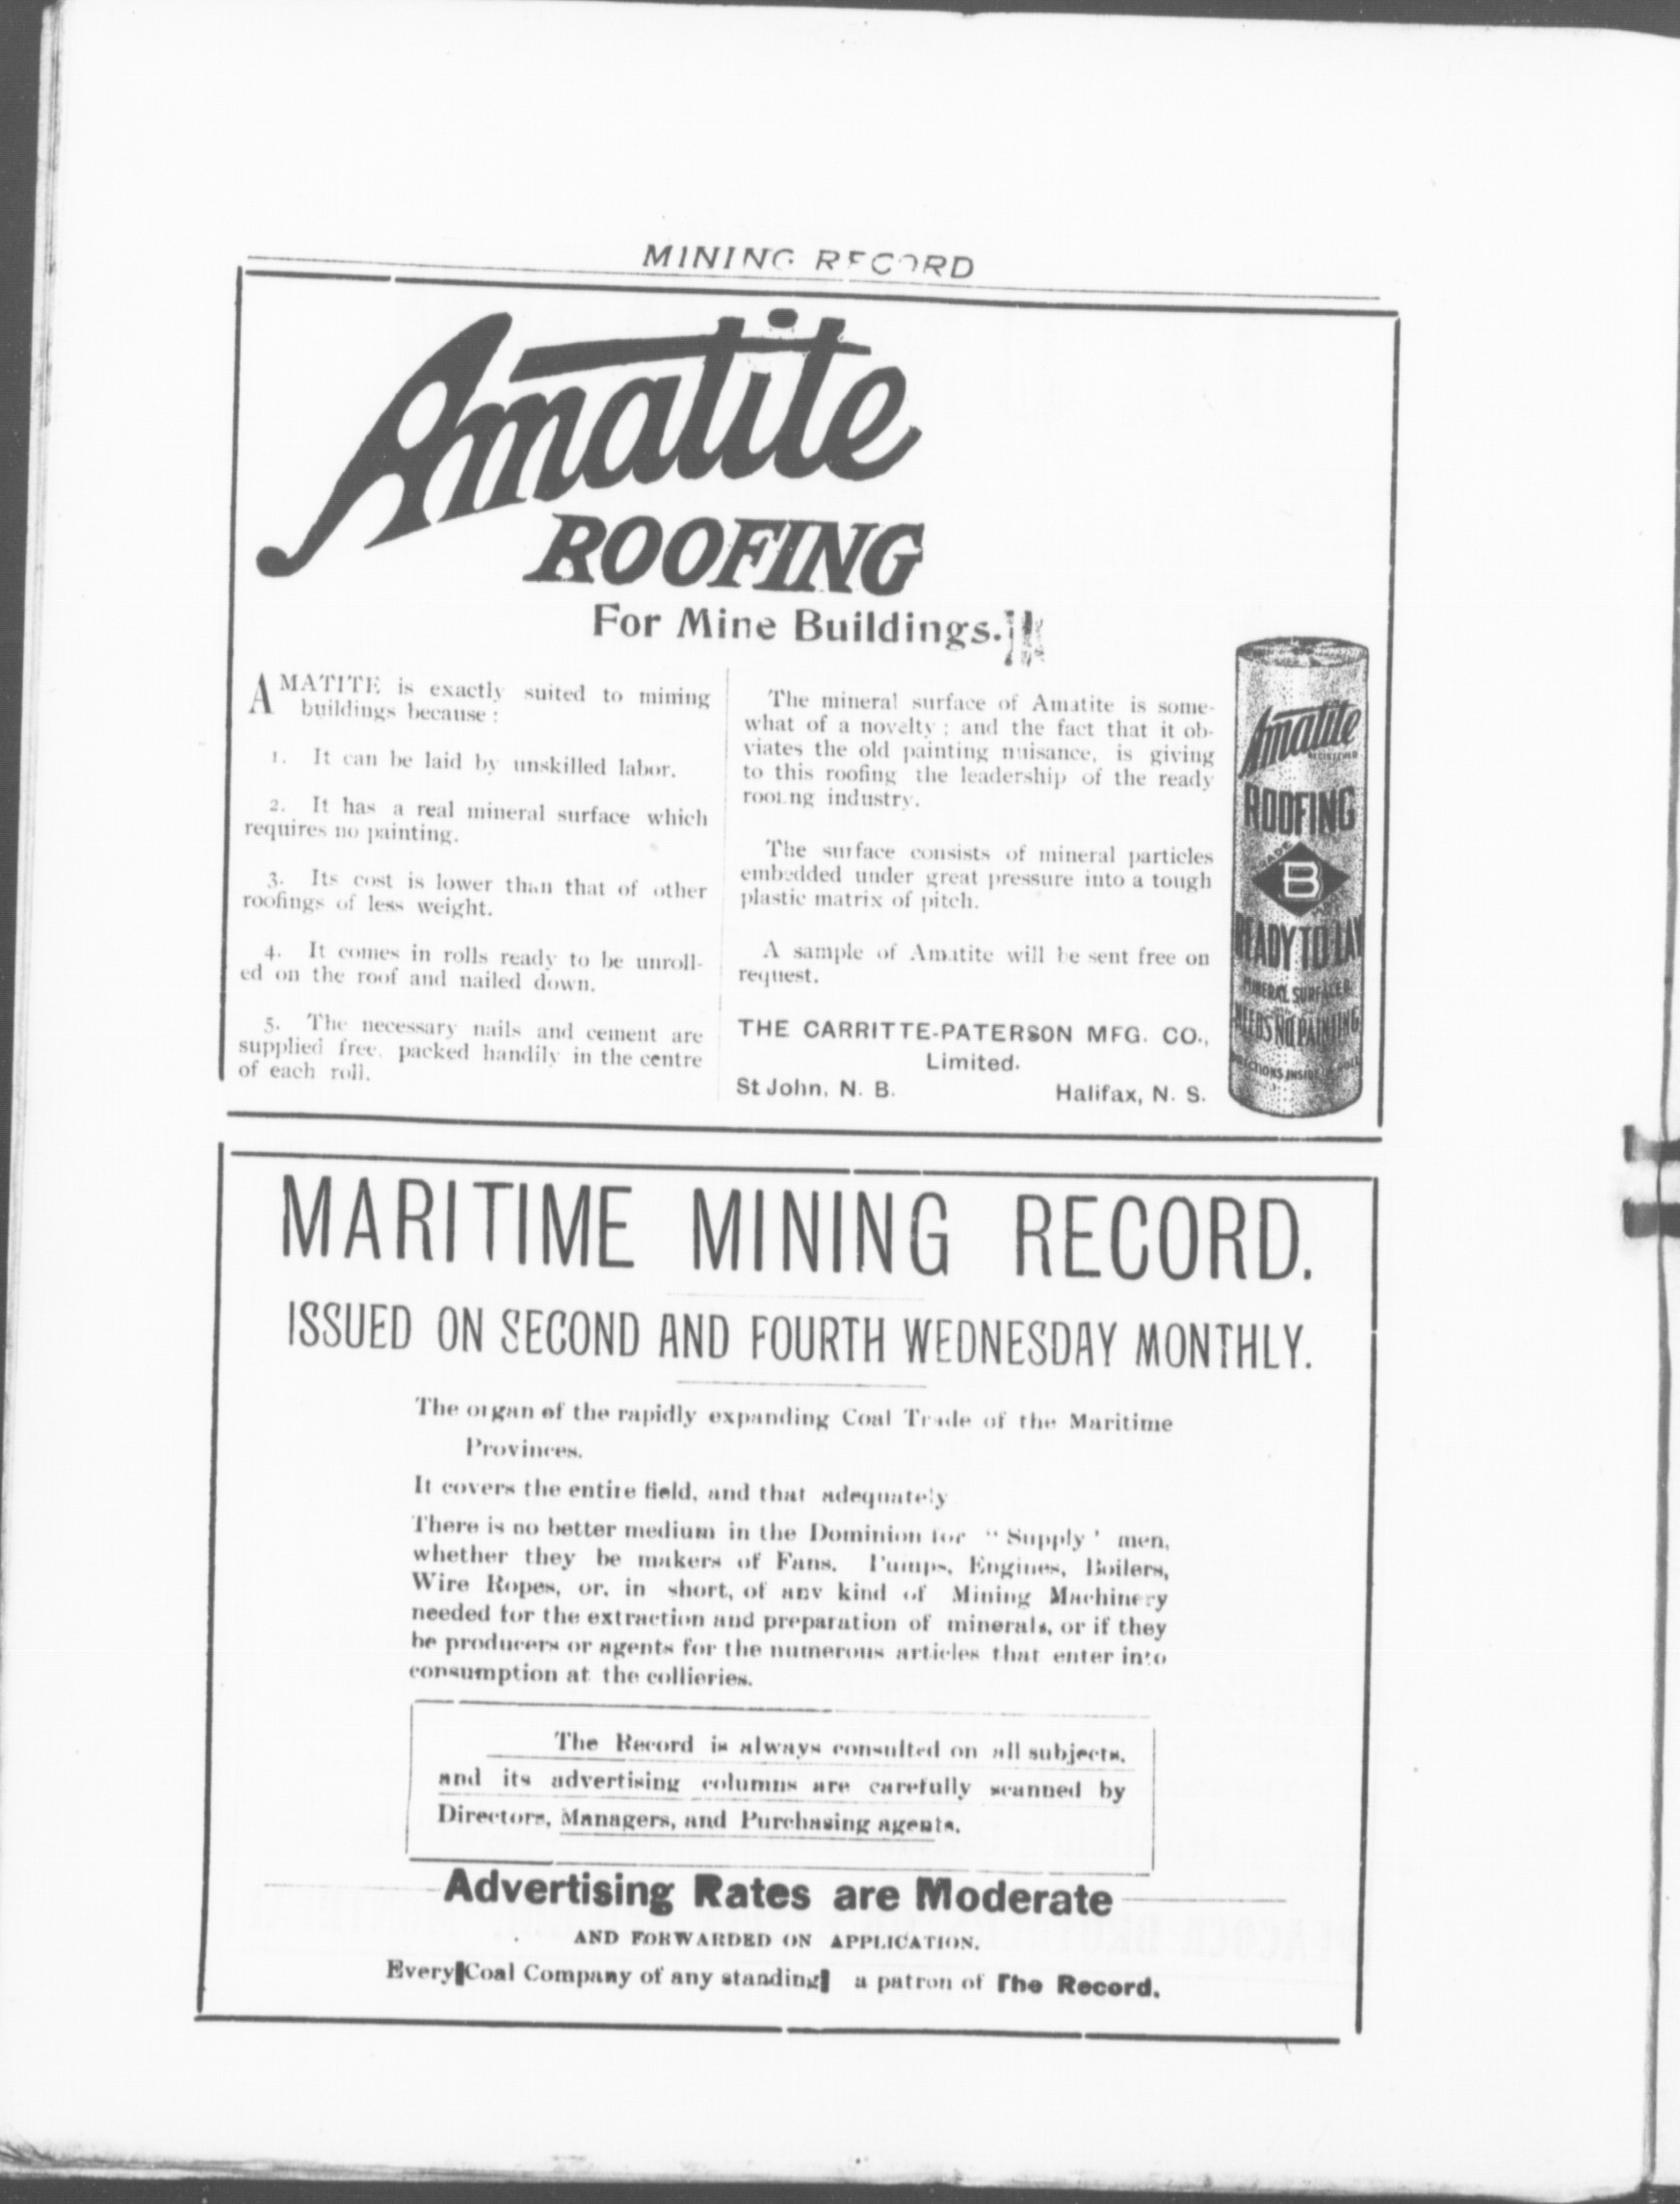 MINING RECORD
Amatite
ROOFING
For Mine Buildings.
AMATITE is exactly suited to mining
buildings because:
1. It can be laid by unskilled labor.
2. It has a real mineral surface which
requires no painting.
3. Its cost is lower than that of other
roofings of less weight.
4. It comes in rolls ready to be unroll-
ed on the roof and nailed down.
5. The necessary nails and cement are
supplied free, packed handily in the centre
of each roll.
The mineral surface of Amatite is some-
what of a novelty; and the fact that it ob-
viates the old painting nuisance, is giving
to this roofing the leadership of the ready
roofing industry.
The surface consists of mineral particles
embedded under great pressure into a tough
plastic matrix of pitch.
A sample of Amatite will be sent free on
request.
THE CARRITTE-PATERSON MFG. CO.,
Limited.
St John, N. B. Halifax, N. S.
Amatite
REGISTERED
ROOFING
TRADE
B
MARK
READY TO LAY
MINERAL SURFACED
NEEDS NO PAINTING
DIRECTIONS INSIDE ROLL
MARITIME MINING RECORD.
ISSUED ON SECOND AND FOURTH WEDNESDAY MONTHLY.
The organ of the rapidly expanding Coal Trade of the Maritime
Provinces.
It covers the entire field, and that adequately
There is no better medium in the Dominion for "Supply' men,
whether they be makers of Fans. Pumps, Engines, Boilers,
Wire Ropes, or, in short, of any kind of Mining Machinery
needed for the extraction and preparation of minerals, or if they
be producers or agents for the numerous articles that enter into
consumption at the collieries.
The Record is always consulted on all subjects,
and its advertising columns are carefully scanned by
Directors, Managers, and Purchasing agents.
Advertising Rates are Moderate
AND FORWARDED ON APPLICATION.
Every Coal Company of any standing a patron of The Record.